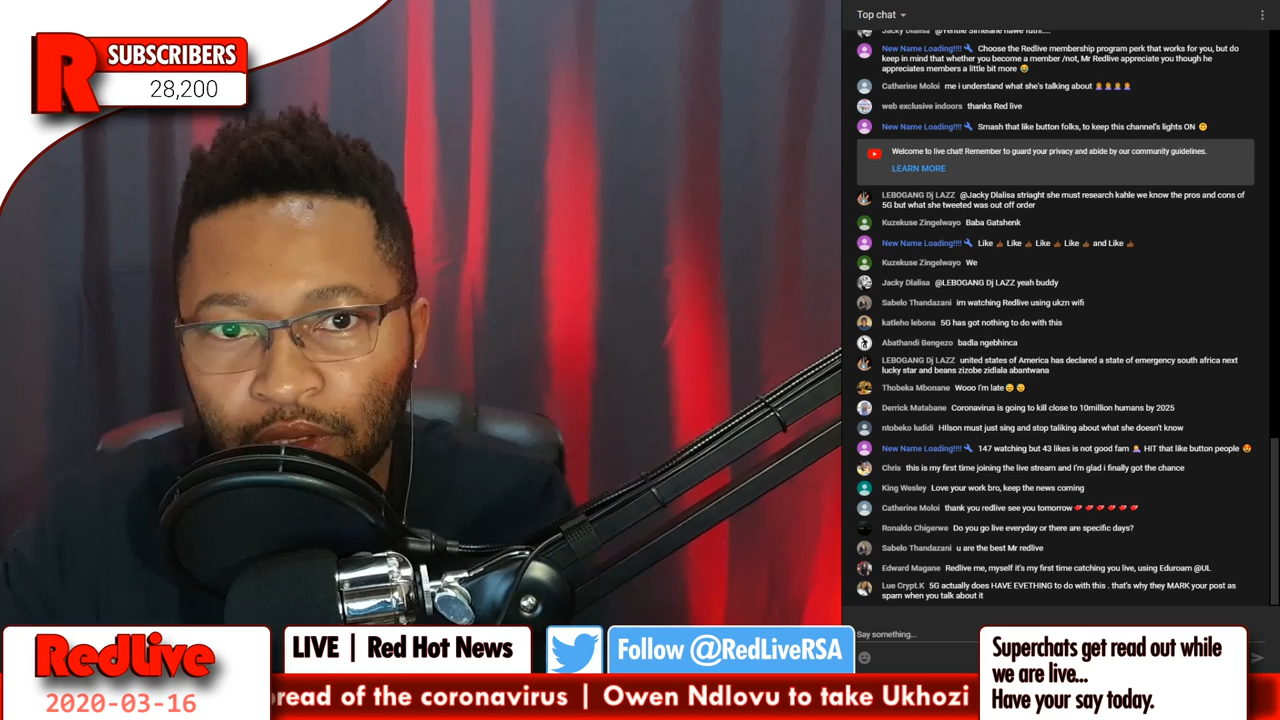 R SUBSCRIBERS
28,200
Top chat
Jacky Dlalisa
New Name Loading!!!! Choose the Redlive membership program perk that works for you, but do
keep in mind that whether you become a member /not, Mr Redlive appreciate you though he
appreciates members a little bit more 😄
Catherine Moloi me i understand what she's talking about
web exclusive indoors thanks Red live
New Name Loading!!!! Smash that like button folks, to keep this channel's lights ON 🙃
Welcome to live chat! Remember to guard your privacy and abide by our community guidelines.
LEARN MORE
LEBOGANG Dj LAZZ @Jacky Dlalisa striaght she must research kahle we know the pros and cons of
5G but what she tweeted was out off order
Kuzekuse Zingelwayo Baba Gatshenk
New Name Loading!!!! Like 👍🏾 Like 👍🏾 Like 👍🏾 Like 👍🏾 and Like 👍🏾
Kuzekuse Zingelwayo We
Jacky Dlalisa @LEBOGANG Dj LAZZ yeah buddy
Sabelo Thandazani im watching Redlive using ukzn wifi
katleho lebona 5G has got nothing to do with this
Abathandi Bengezo badla ngebhinca
LEBOGANG Dj LAZZ united states of America has declared a state of emergency south africa next
lucky star and beans zizobe zidlala abantwana
Thobeka Mbonane Wooo I'm late
Derrick Matabane Coronavirus is going to kill close to 10million humans by 2025
ntobeko ludidi HIlson must just sing and stop taliking about what she doesn't know
New Name Loading!!!! 147 watching but 43 likes is not good fam HIT that like button people 😍
Chris this is my first time joining the live stream and I'm glad i finally got the chance
King Wesley Love your work bro, keep the news coming
Catherine Moloi thank you redlive see you tomorrow
Ronaldo Chigerwe Do you go live everyday or there are specific days?
Sabelo Thandazani u are the best Mr redlive
Edward Magane Redlive me, myself it's my first time catching you live, using Eduroam @UL
Lue Crypt.K 5G actually does HAVE EVETHING to do with this . that's why they MARK your post as
spam when you talk about it
Say something...
RedLive
2020-03-16
LIVE | Red Hot News
Follow @RedLiveRSA
Superchats get read out while
we are live...
Have your say today.
pread of the coronavirus | Owen Ndlovu to take Ukhozi